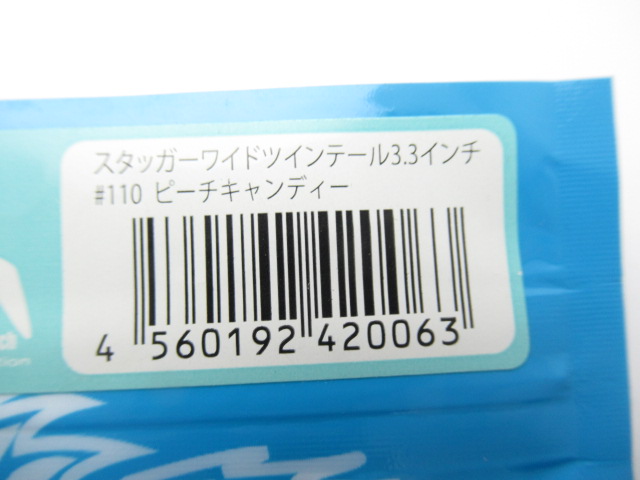 スタッガーワイドツインテール3.3インチ
#110 ピーチキャンディー
4 560192 420063